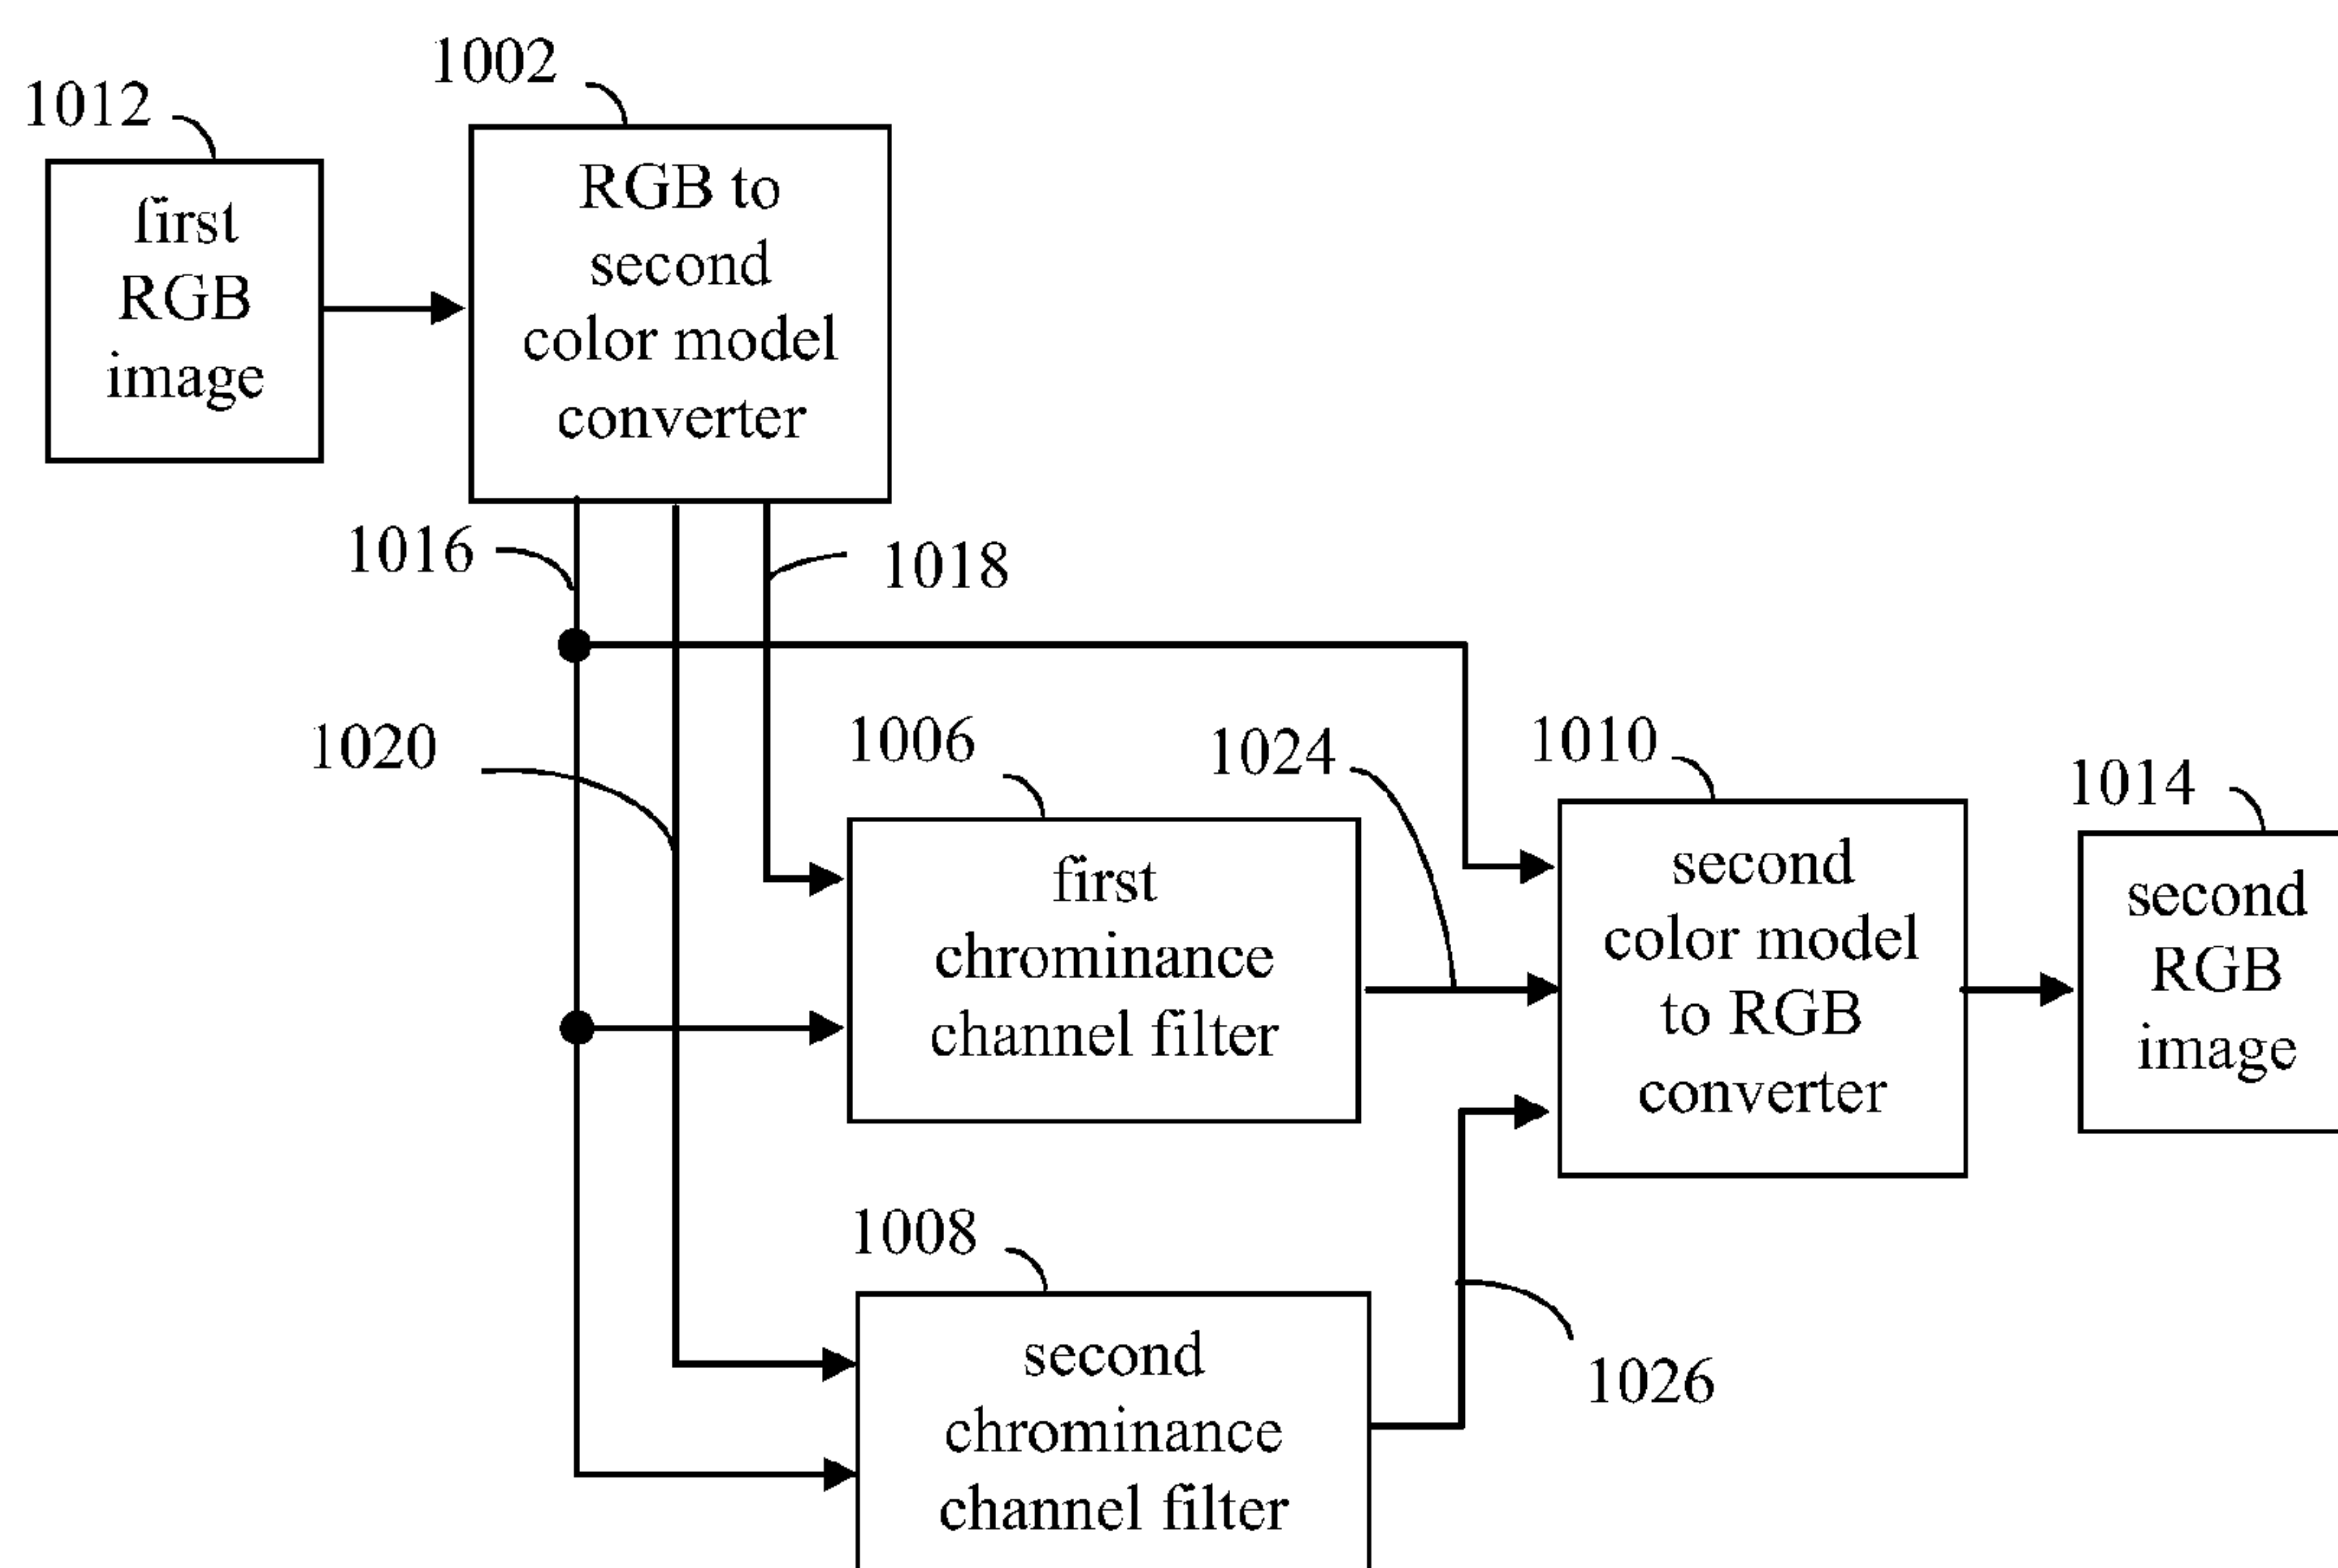 1002
1012
RGB to
second
color model
converter
first
RGB
image
1016
1018
1020
1006
1024
1010
1014
first
chrominance
channel filter
second
color model
to RGB
converter
second
RGB
image
1008
1026
second
chrominance
channel filter